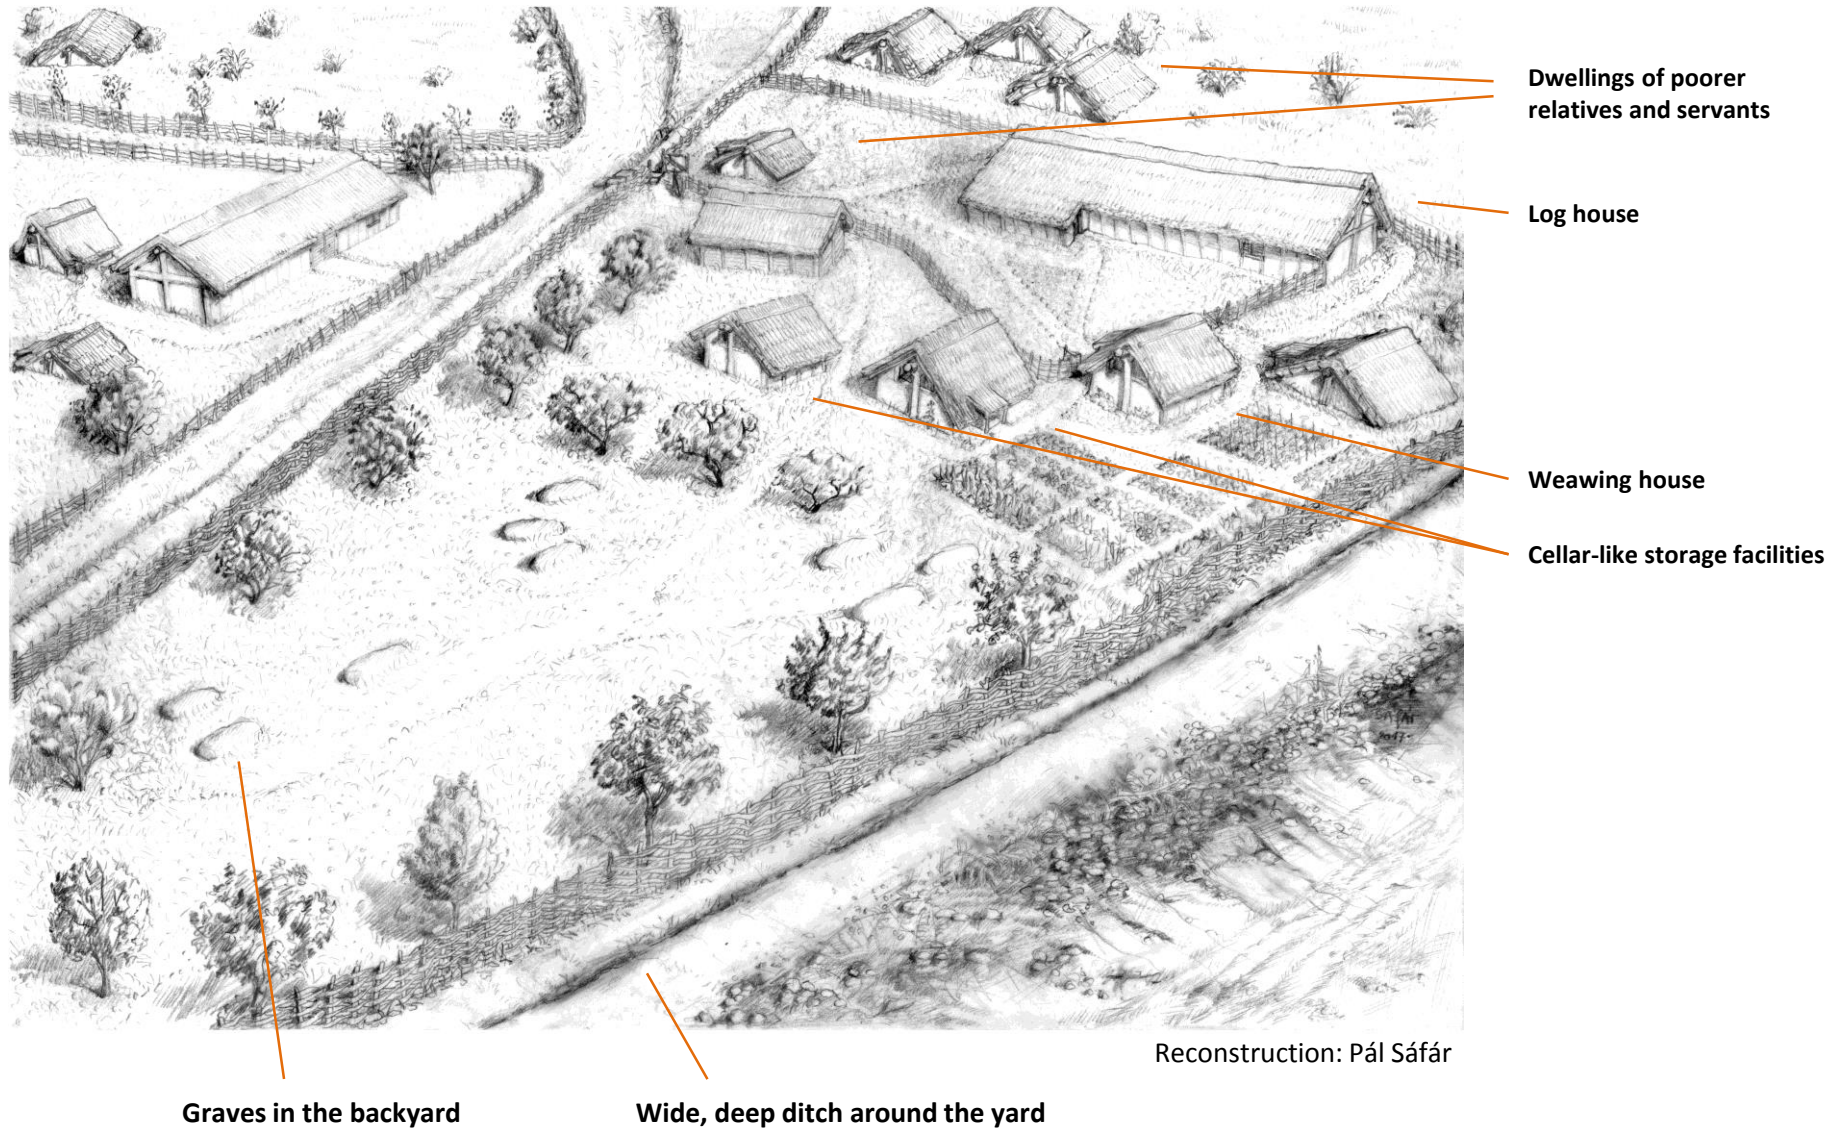 Dwellings of poorer
relatives and servants
Log house
Weawing house
Cellar-like storage facilities
Reconstruction: Pál Sáfár
Graves in the backyard
Wide, deep ditch around the yard